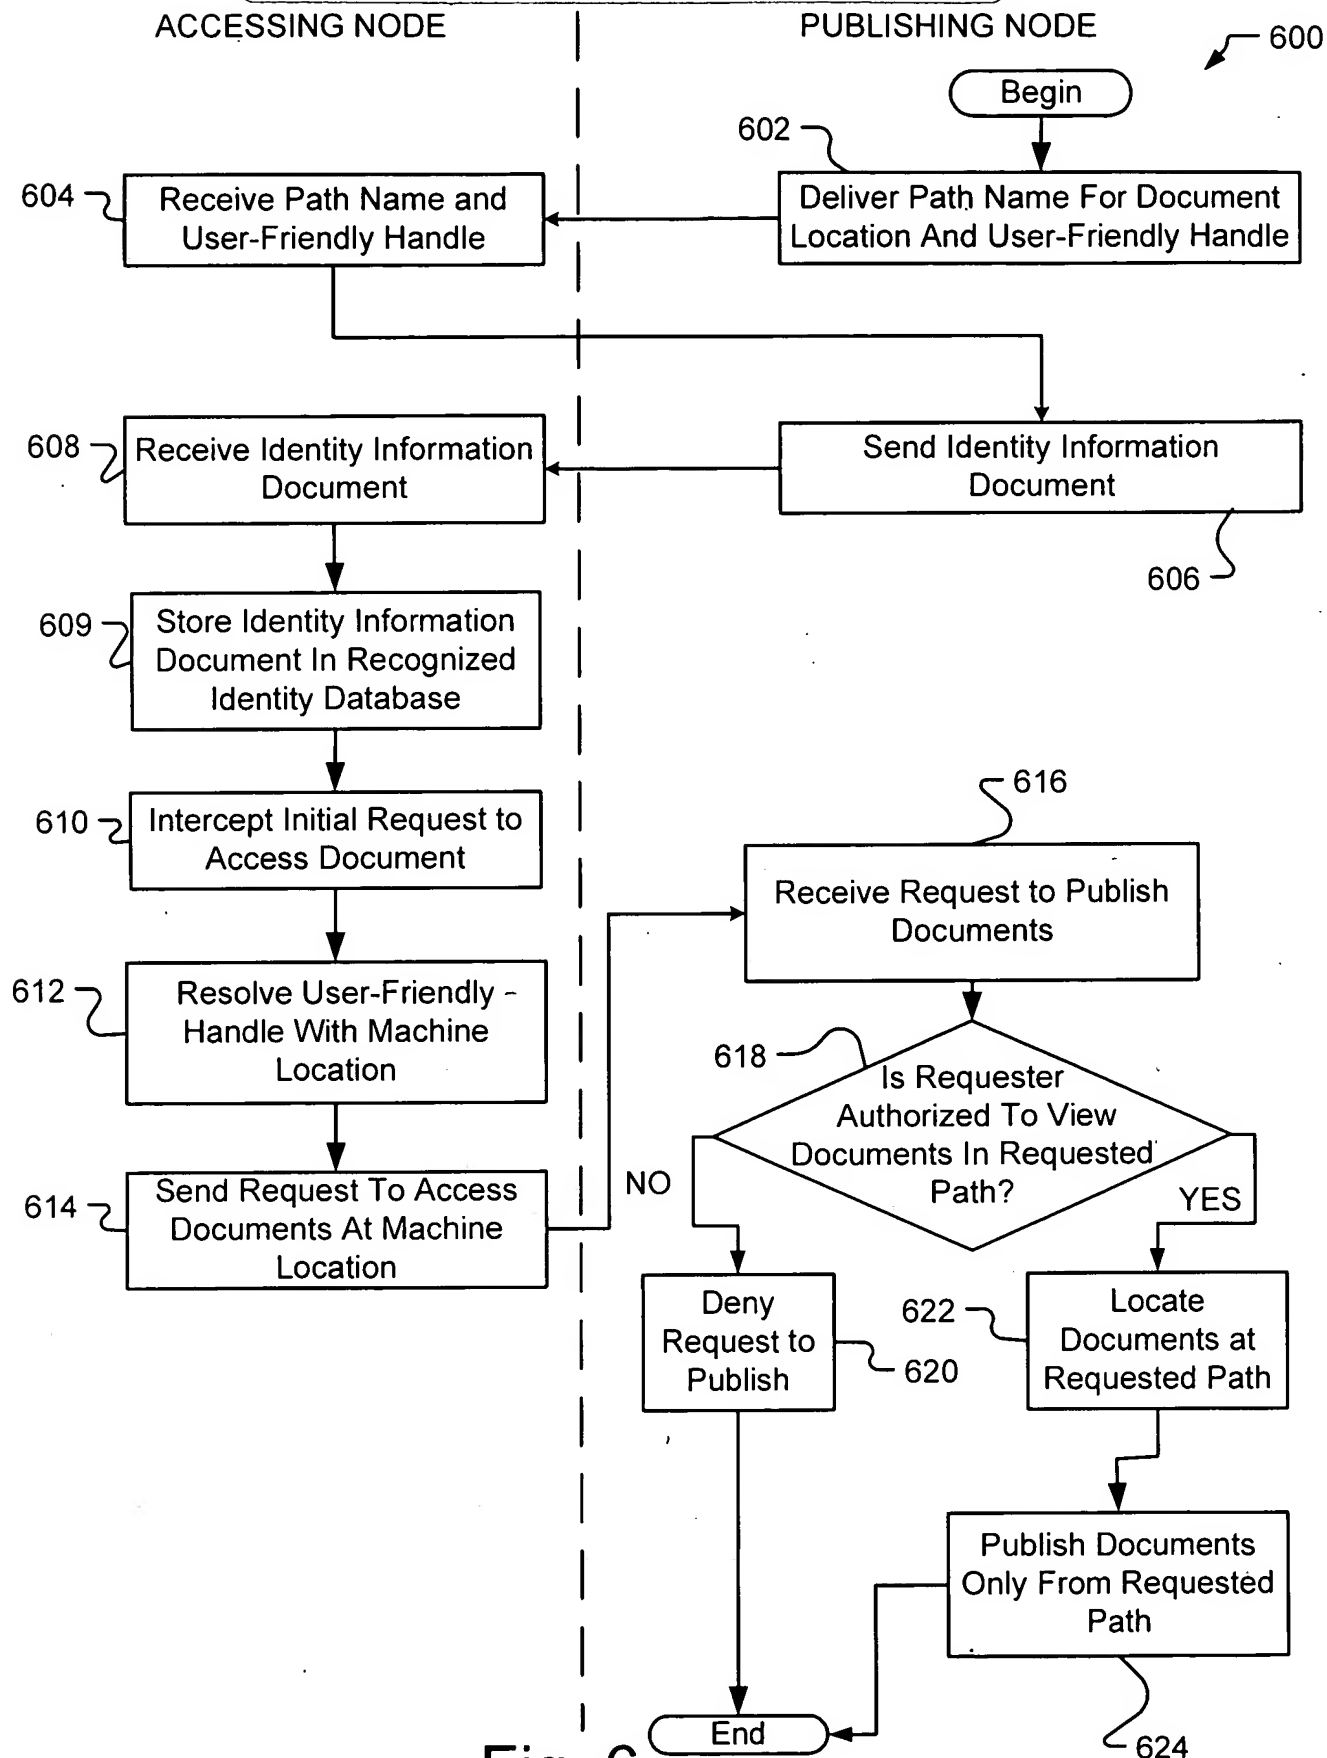 ACCESSING NODE
PUBLISHING NODE
600
Begin
602
604
Receive Path Name and
User-Friendly Handle
Deliver Path Name For Document
Location And User-Friendly Handle
608
Receive Identity Information
Document
Send Identity Information
Document
606
609
Store Identity Information
Document In Recognized
Identity Database
610
Intercept Initial Request to
Access Document
616
Receive Request to Publish
Documents
612
Resolve User-Friendly
Handle With Machine
Location
618
Is Requester
Authorized To View
Documents In Requested
Path?
NO
YES
614
Send Request To Access
Documents At Machine
Location
Deny
Request to
Publish
620
622
Locate
Documents at
Requested Path
Publish Documents
Only From Requested
Path
624
End
Fig. 6